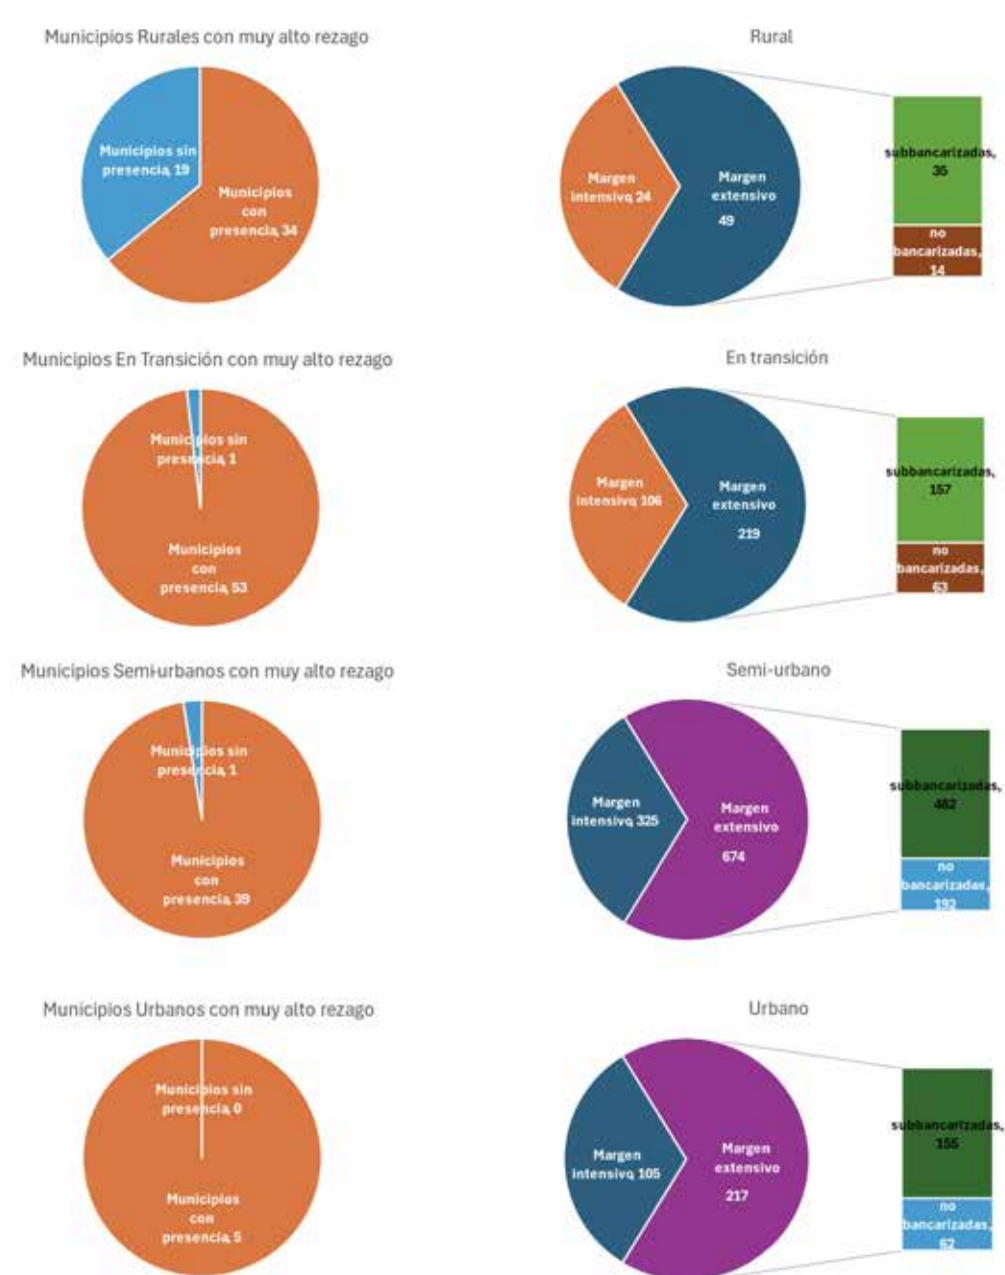 Municipios Rurales con muy alto rezago
Municipios sin
presencia, 19
Municipios
con
presencia, 34
Rural
Margen
intensivo, 24
Margen
extensivo
49
subbancarizadas,
35
no
bancarizadas,
14
Municipios En Transición con muy alto rezago
Municipios sin
presencia, 1
Municipios
con
presencia, 53
En transición
Margen
intensivo, 106
Margen
extensivo
219
subbancarizadas,
157
no
bancarizadas,
63
Municipios Semi-urbanos con muy alto rezago
Municipios sin
presencia, 1
Municipios
con
presencia, 39
Semi-urbano
Margen
intensivo, 325
Margen
extensivo
674
subbancarizadas,
482
no
bancarizadas,
192
Municipios Urbanos con muy alto rezago
Municipios sin
presencia, 0
Municipios
con
presencia, 5
Urbano
Margen
intensivo, 105
Margen
extensivo
217
subbancarizadas,
155
no
bancarizadas,
62